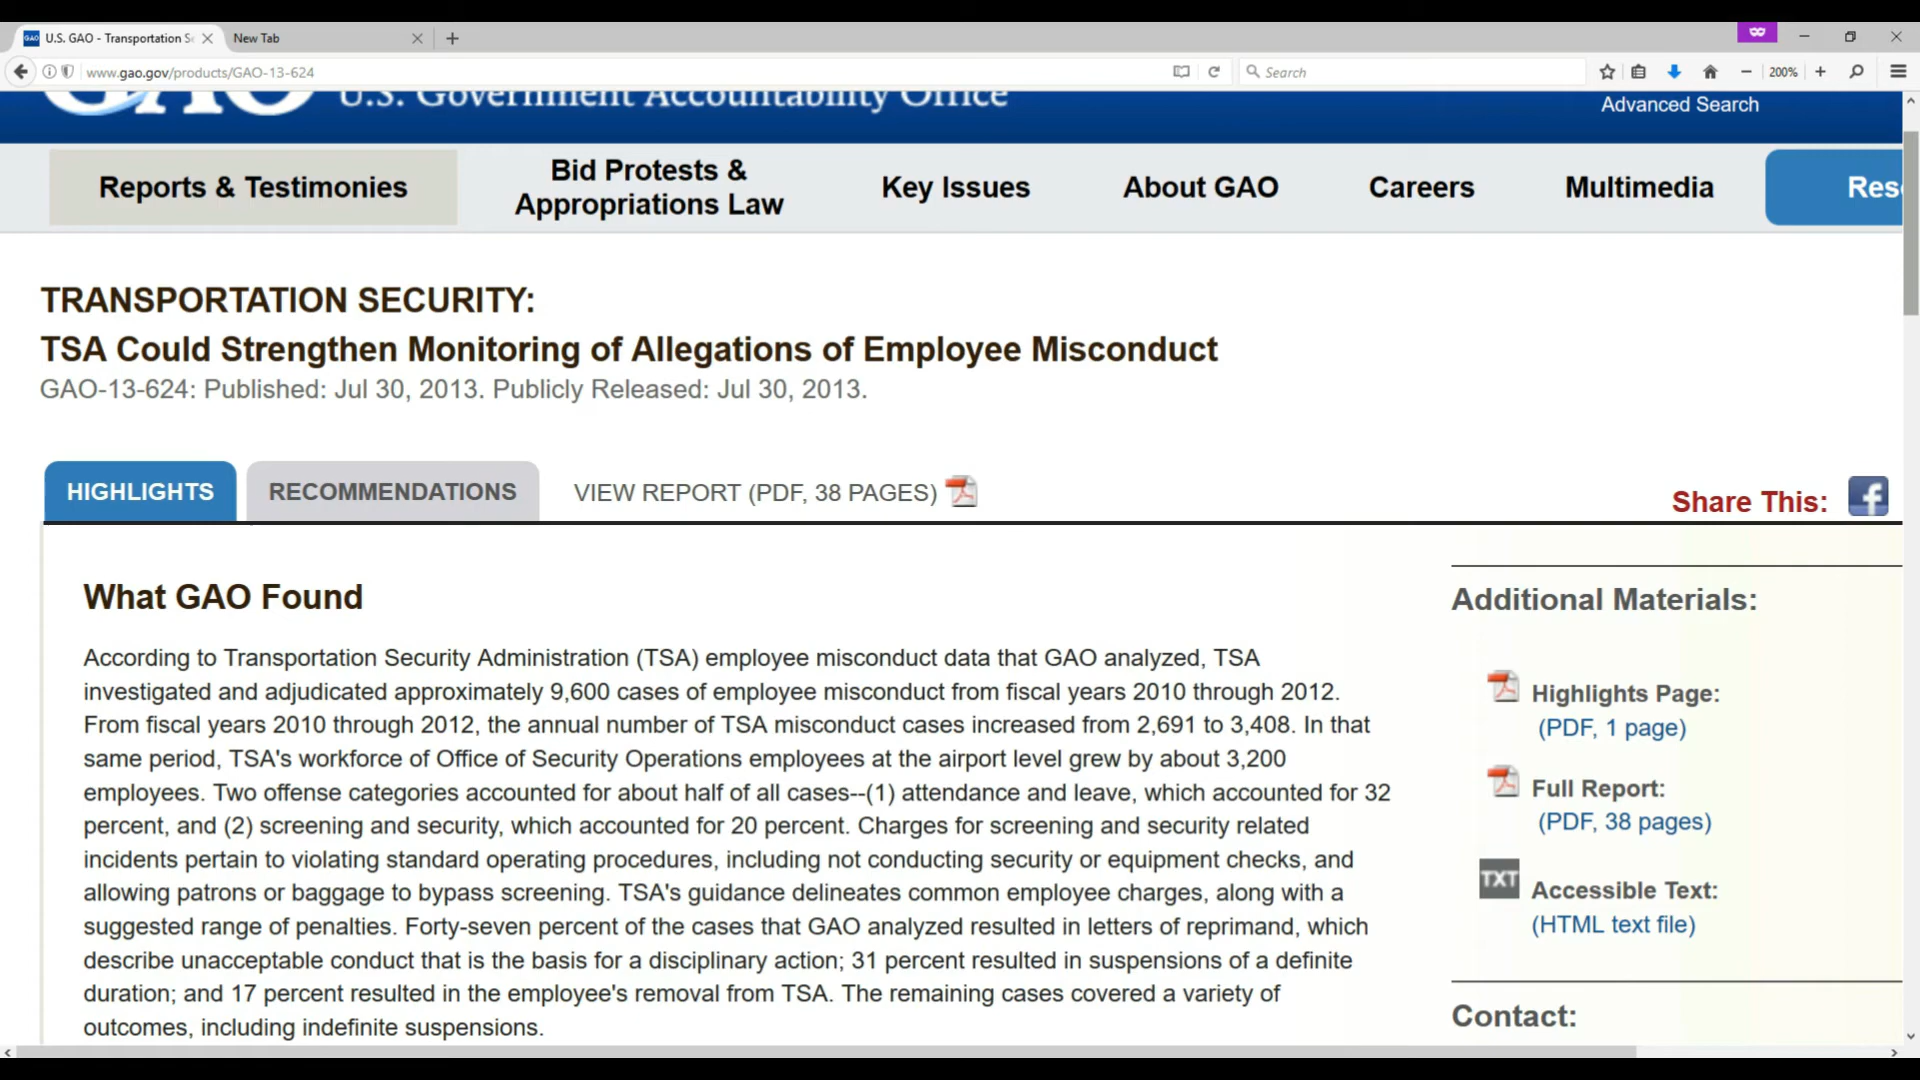 U.S. GAO - Transportation Se
New Tab
www.gao.gov/products/GAO-13-624
Search
200%
GAO U.S. Government Accountability Office
Advanced Search
Reports & Testimonies
Bid Protests &
Appropriations Law
Key Issues
About GAO
Careers
Multimedia
Res
TRANSPORTATION SECURITY:
TSA Could Strengthen Monitoring of Allegations of Employee Misconduct
GAO-13-624: Published: Jul 30, 2013. Publicly Released: Jul 30, 2013.
HIGHLIGHTS
RECOMMENDATIONS
VIEW REPORT (PDF, 38 PAGES)
Share This:
What GAO Found
According to Transportation Security Administration (TSA) employee misconduct data that GAO analyzed, TSA
investigated and adjudicated approximately 9,600 cases of employee misconduct from fiscal years 2010 through 2012.
From fiscal years 2010 through 2012, the annual number of TSA misconduct cases increased from 2,691 to 3,408. In that
same period, TSA's workforce of Office of Security Operations employees at the airport level grew by about 3,200
employees. Two offense categories accounted for about half of all cases--(1) attendance and leave, which accounted for 32
percent, and (2) screening and security, which accounted for 20 percent. Charges for screening and security related
incidents pertain to violating standard operating procedures, including not conducting security or equipment checks, and
allowing patrons or baggage to bypass screening. TSA's guidance delineates common employee charges, along with a
suggested range of penalties. Forty-seven percent of the cases that GAO analyzed resulted in letters of reprimand, which
describe unacceptable conduct that is the basis for a disciplinary action; 31 percent resulted in suspensions of a definite
duration; and 17 percent resulted in the employee's removal from TSA. The remaining cases covered a variety of
outcomes, including indefinite suspensions.
Additional Materials:
Highlights Page:
(PDF, 1 page)
Full Report:
(PDF, 38 pages)
TXT
Accessible Text:
(HTML text file)
Contact: